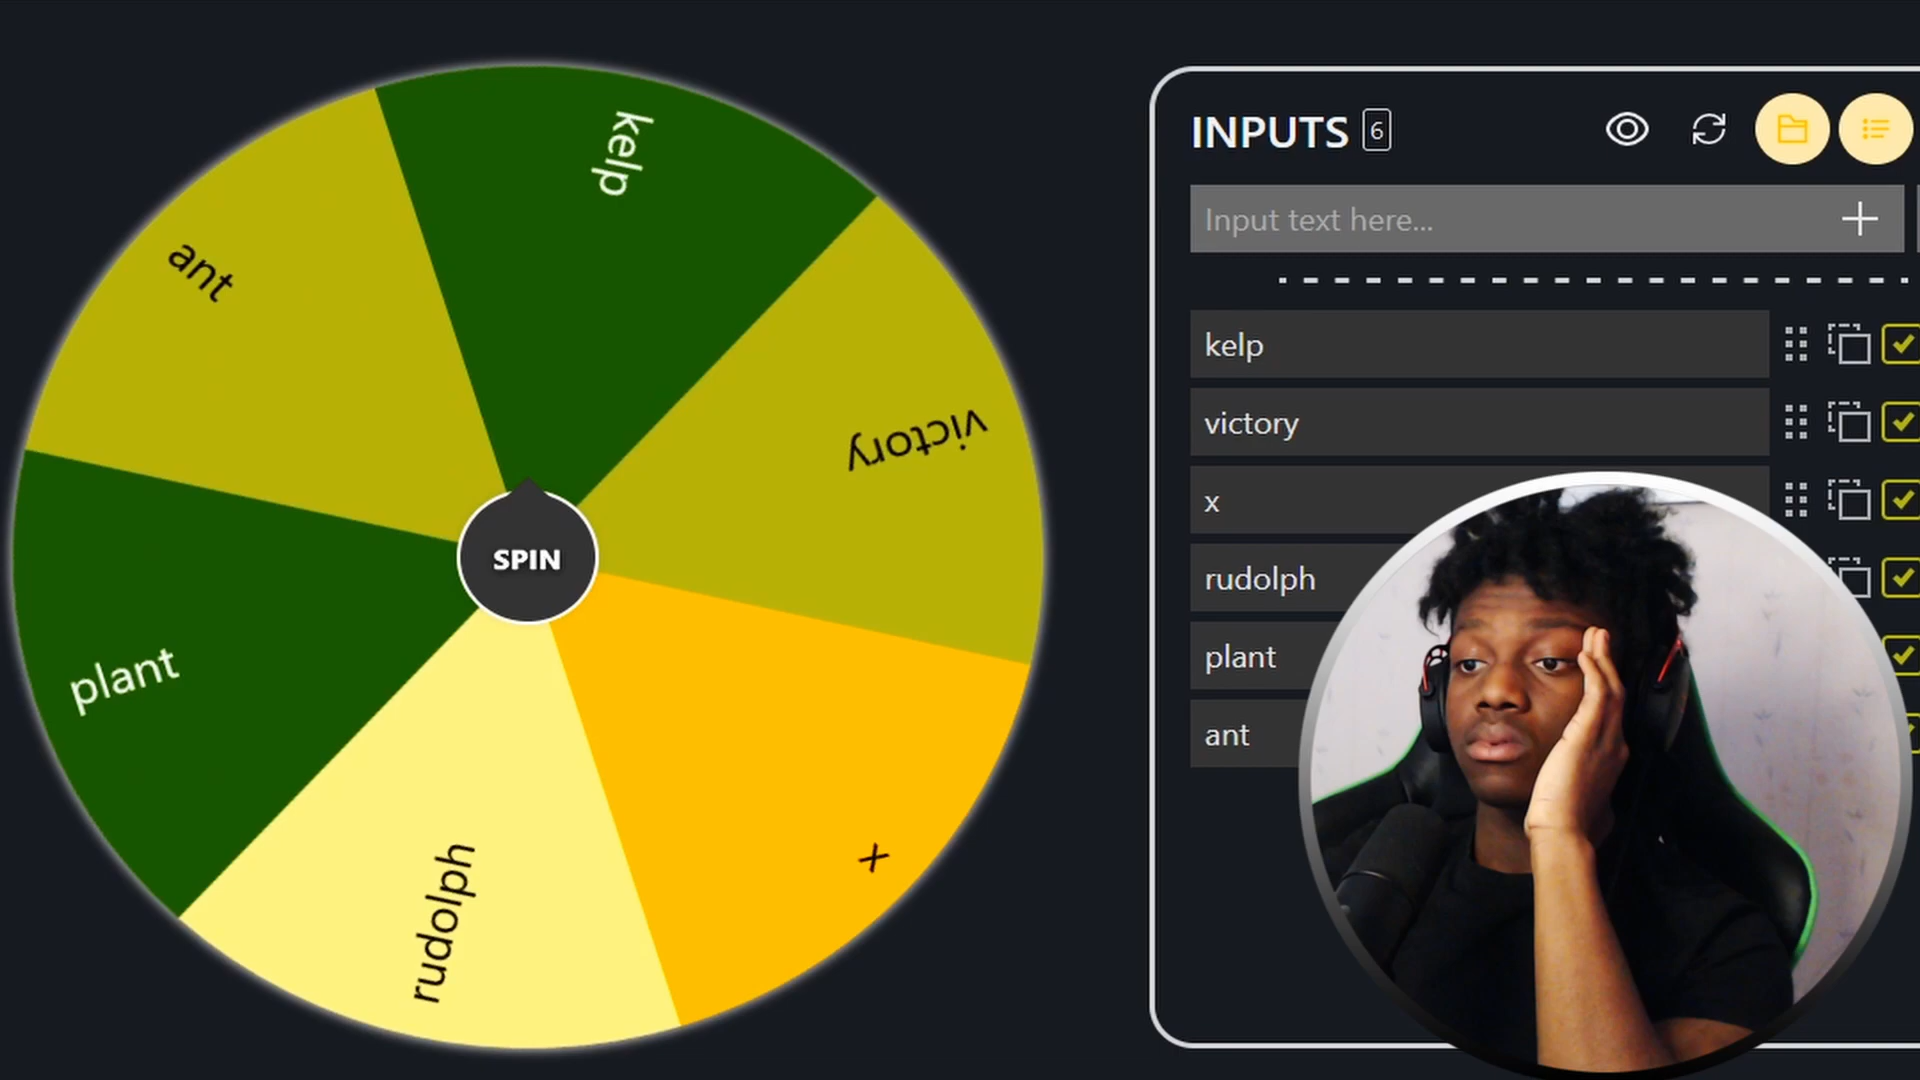 kelp
ant
victory
SPIN
plant
x
rudolph
INPUTS 6
Input text here...
kelp
victory
x
rudolph
plant
ant